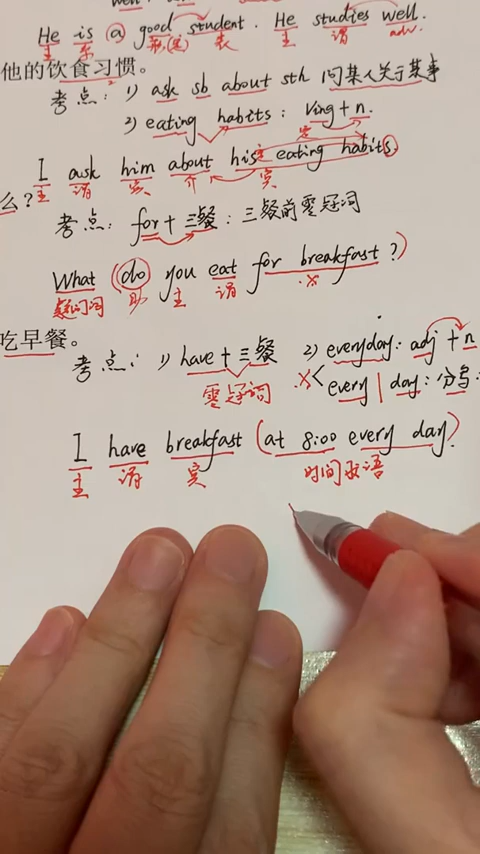 He is a good student. He studies well.
主 系 形(定) 表 主 谓 adv.
他的饮食习惯。
考点: 1) ask sb about sth 问某人关于某事
2) eating habits: Ving+n.
定
I ask him about his eating habits.
主 谓 宾 介 定 宾
么?
考点: for+三餐: 三餐前零冠词
What do you eat for breakfast?
疑问词 助 主 谓
吃早餐。
考点: 1) have+三餐 2) everyday: adj+n
零冠词 every | day: 分鸟:
I have breakfast (at 8:00 every day).
主 谓 宾 时间状语